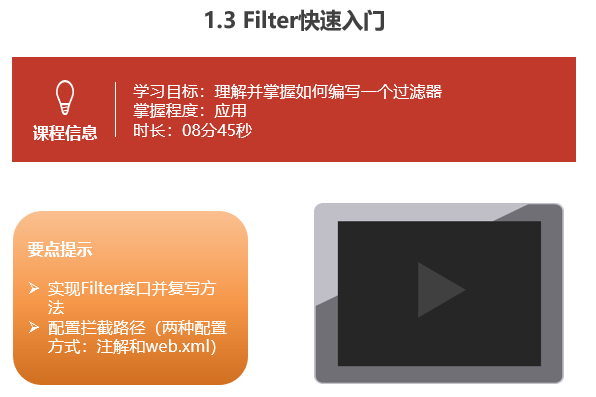 1.3 Filter快速入门
课程信息
学习目标：理解并掌握如何编写一个过滤器
掌握程度：应用
时长：08分45秒
要点提示
实现Filter接口并复写方
法
配置拦截路径（两种配置
方式：注解和web.xml）